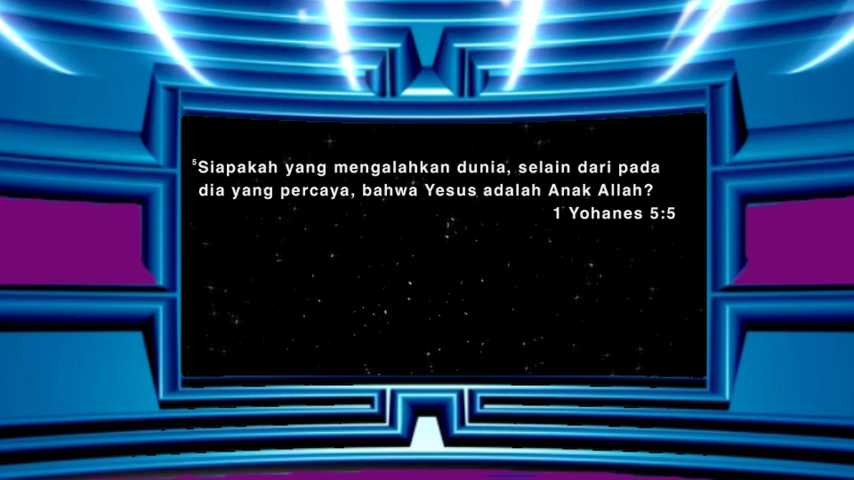 ⁵Siapakah yang mengalahkan dunia, selain dari pada
dia yang percaya, bahwa Yesus adalah Anak Allah?
1 Yohanes 5:5